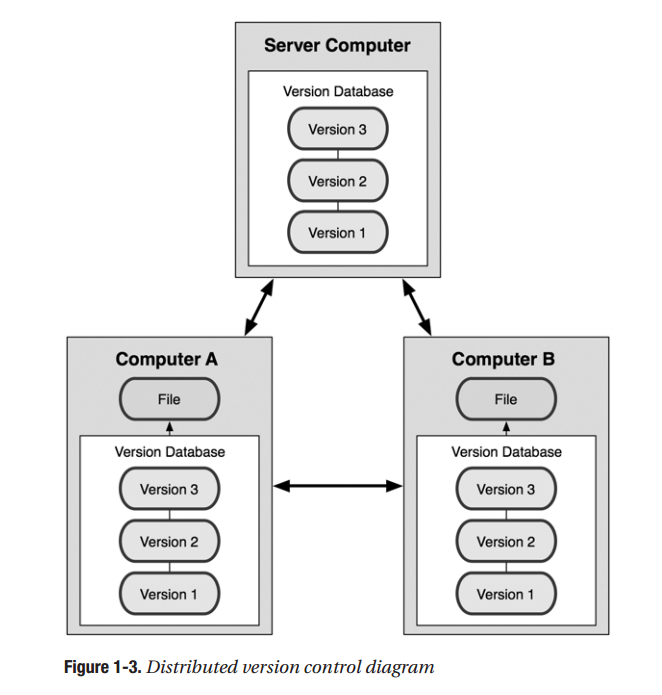 Server Computer
Version Database
Version 3
Version 2
Version 1
Computer A
File
Version Database
Version 3
Version 2
Version 1
Computer B
File
Version Database
Version 3
Version 2
Version 1
Figure 1-3. Distributed version control diagram